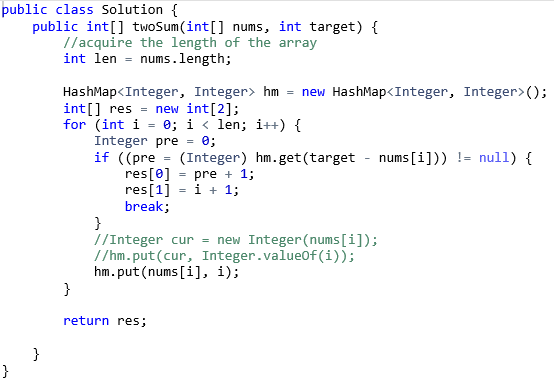 public class Solution {
    public int[] twoSum(int[] nums, int target) {
        //acquire the length of the array
        int len = nums.length;

        HashMap<Integer, Integer> hm = new HashMap<Integer, Integer>();
        int[] res = new int[2];
        for (int i = 0; i < len; i++) {
            Integer pre = 0;
            if ((pre = (Integer) hm.get(target - nums[i])) != null) {
                res[0] = pre + 1;
                res[1] = i + 1;
                break;
            }
            //Integer cur = new Integer(nums[i]);
            //hm.put(cur, Integer.valueOf(i));
            hm.put(nums[i], i);
        }

        return res;

    }
}